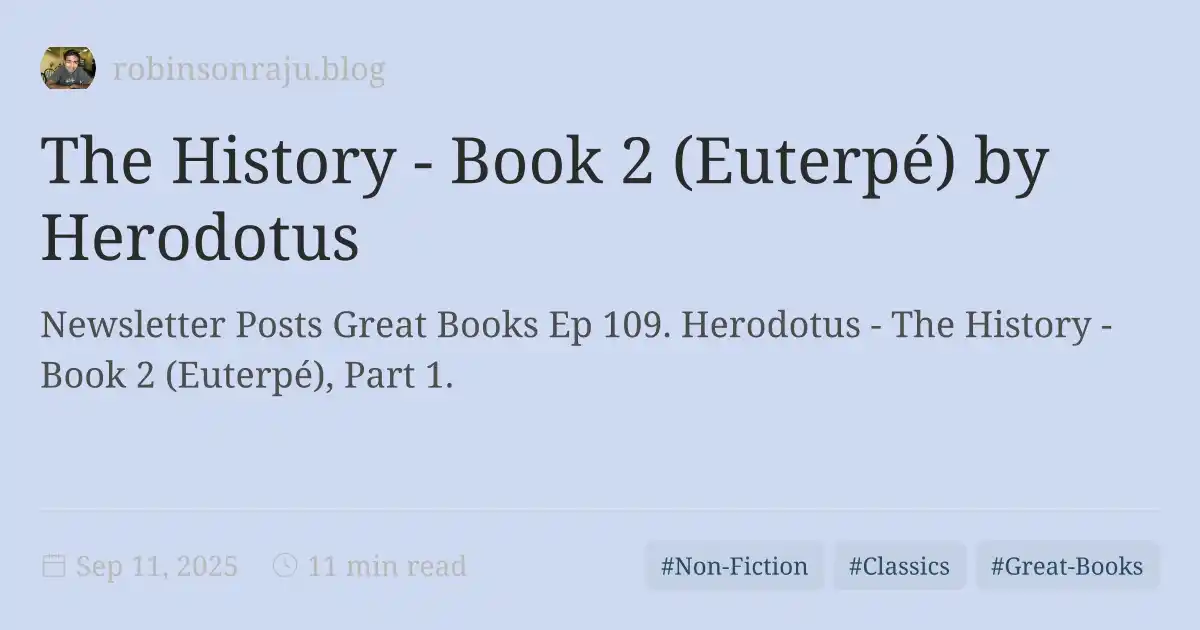 robinsonraju.blog
The History - Book 2 (Euterpé) by
Herodotus
Newsletter Posts Great Books Ep 109. Herodotus - The History -
Book 2 (Euterpé), Part 1.
Sep 11, 2025 11 min read #Non-Fiction #Classics #Great-Books